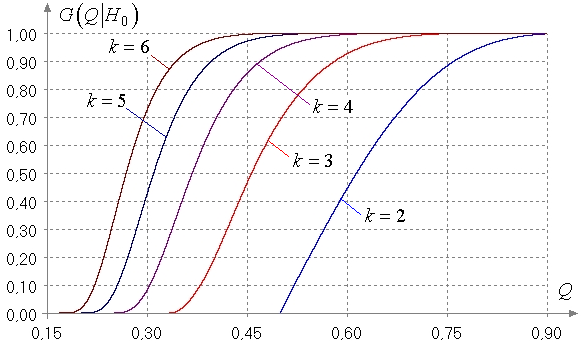 G(Q|H₀)
1,00
k = 6
0,90
k = 5
0,80
k = 4
0,70
0,60
k = 3
0,50
0,40
k = 2
0,30
0,20
0,10
Q
0,00
0,15 0,30 0,45 0,60 0,75 0,90